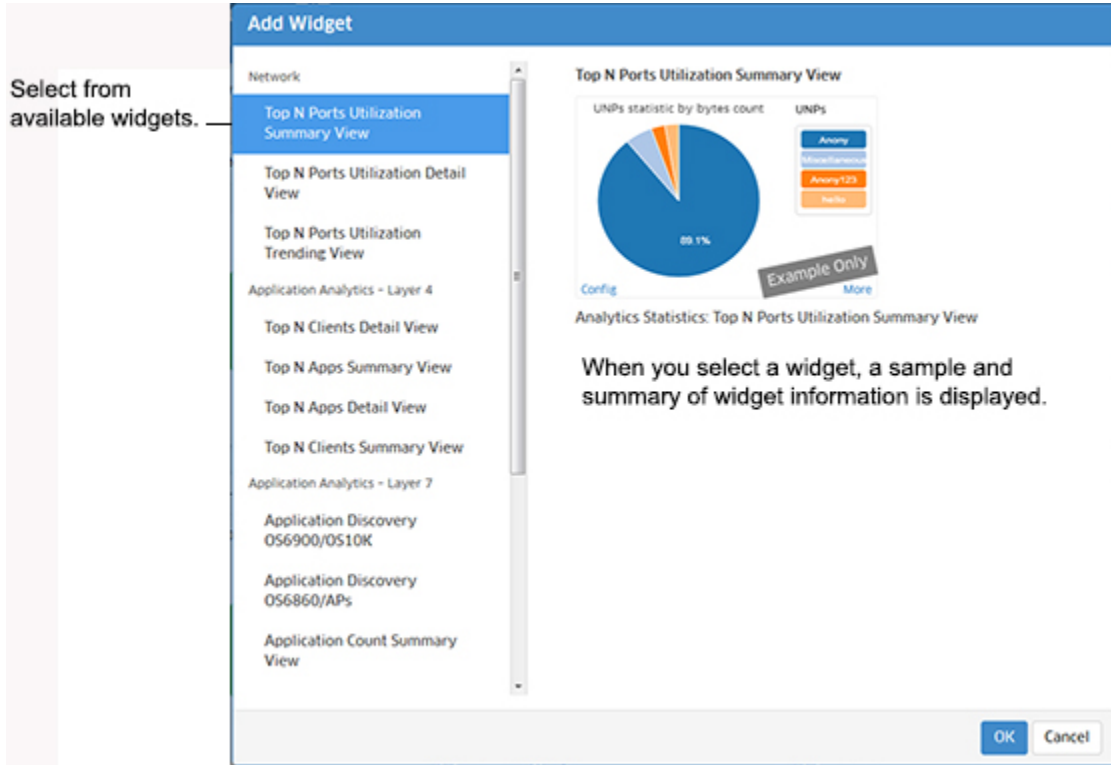 Add Widget
Select from
available widgets.
Network
Top N Ports Utilization
Summary View
Top N Ports Utilization Detail
View
Top N Ports Utilization
Trending View
Application Analytics - Layer 4
Top N Clients Detail View
Top N Apps Summary View
Top N Apps Detail View
Top N Clients Summary View
Application Analytics - Layer 7
Application Discovery
OS6900/OS10K
Application Discovery
OS6860/APs
Application Count Summary
View
Top N Ports Utilization Summary View
UNPs statistic by bytes count
UNPs
Anony
Miscellaneous
Anony123
hello
89.1%
Example Only
Config
More
Analytics Statistics: Top N Ports Utilization Summary View
When you select a widget, a sample and
summary of widget information is displayed.
OK
Cancel